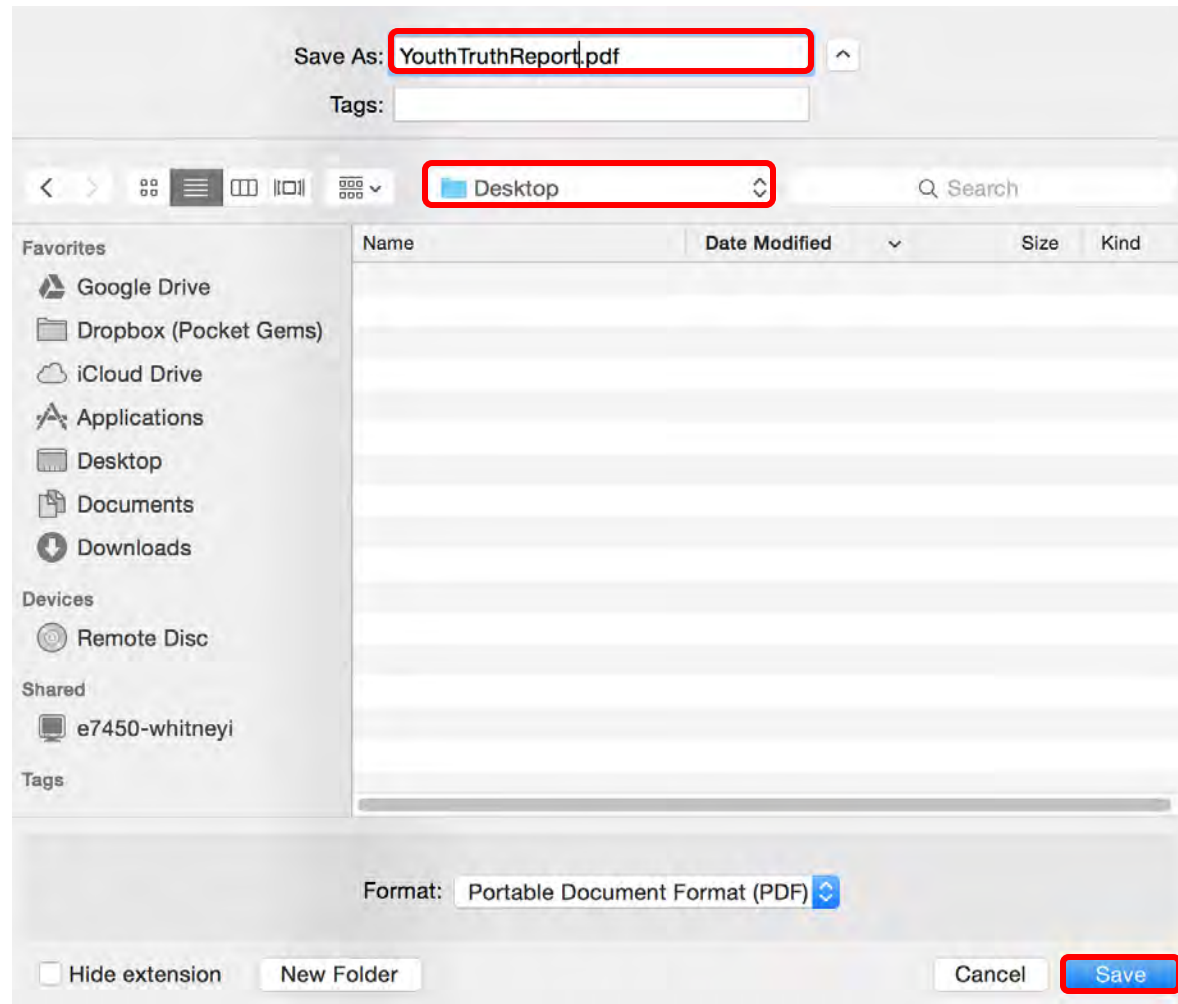 Save As: YouthTruthReport.pdf
Tags:
Desktop
Search
Favorites
Name Date Modified Size Kind
Google Drive
Dropbox (Pocket Gems)
iCloud Drive
Applications
Desktop
Documents
Downloads
Devices
Remote Disc
Shared
e7450-whitneyi
Tags
Format: Portable Document Format (PDF)
Hide extension New Folder Cancel Save